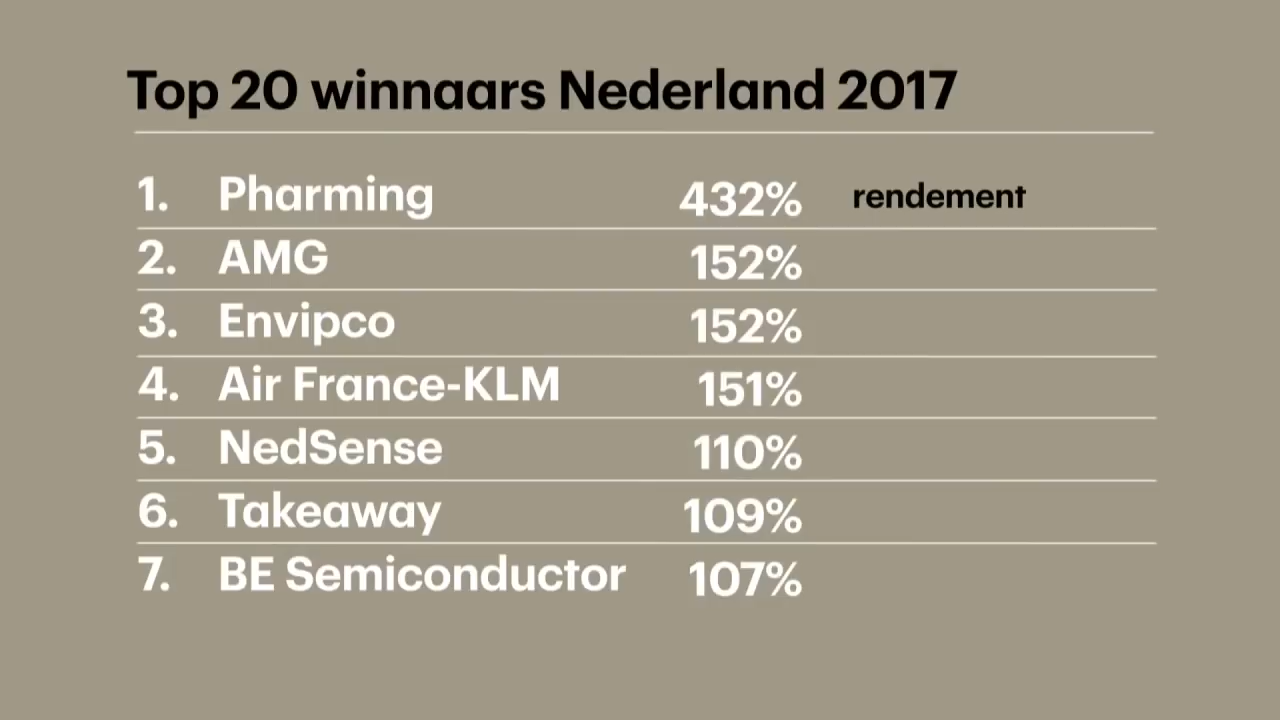 Top 20 winnaars Nederland 2017
1. Pharming 432% rendement
2. AMG 152%
3. Envipco 152%
4. Air France-KLM 151%
5. NedSense 110%
6. Takeaway 109%
7. BE Semiconductor 107%